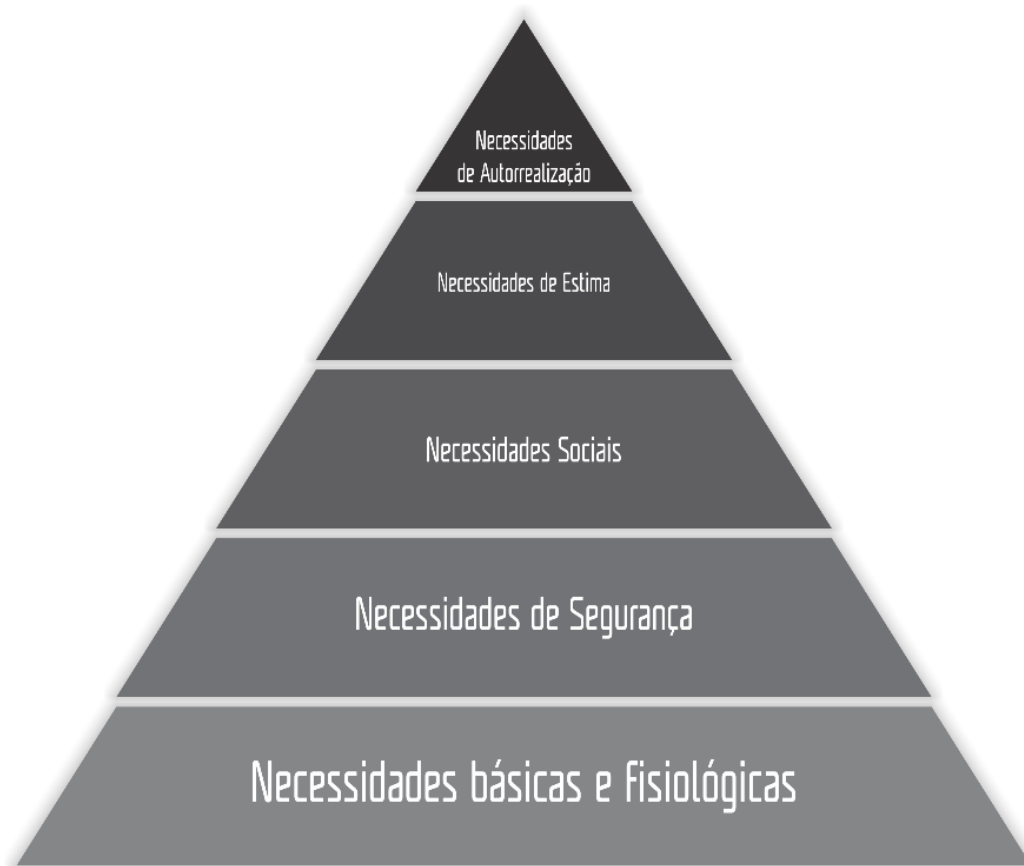 Necessidades
de Autorrealização
Necessidades de Estima
Necessidades Sociais
Necessidades de Segurança
Necessidades básicas e fisiológicas